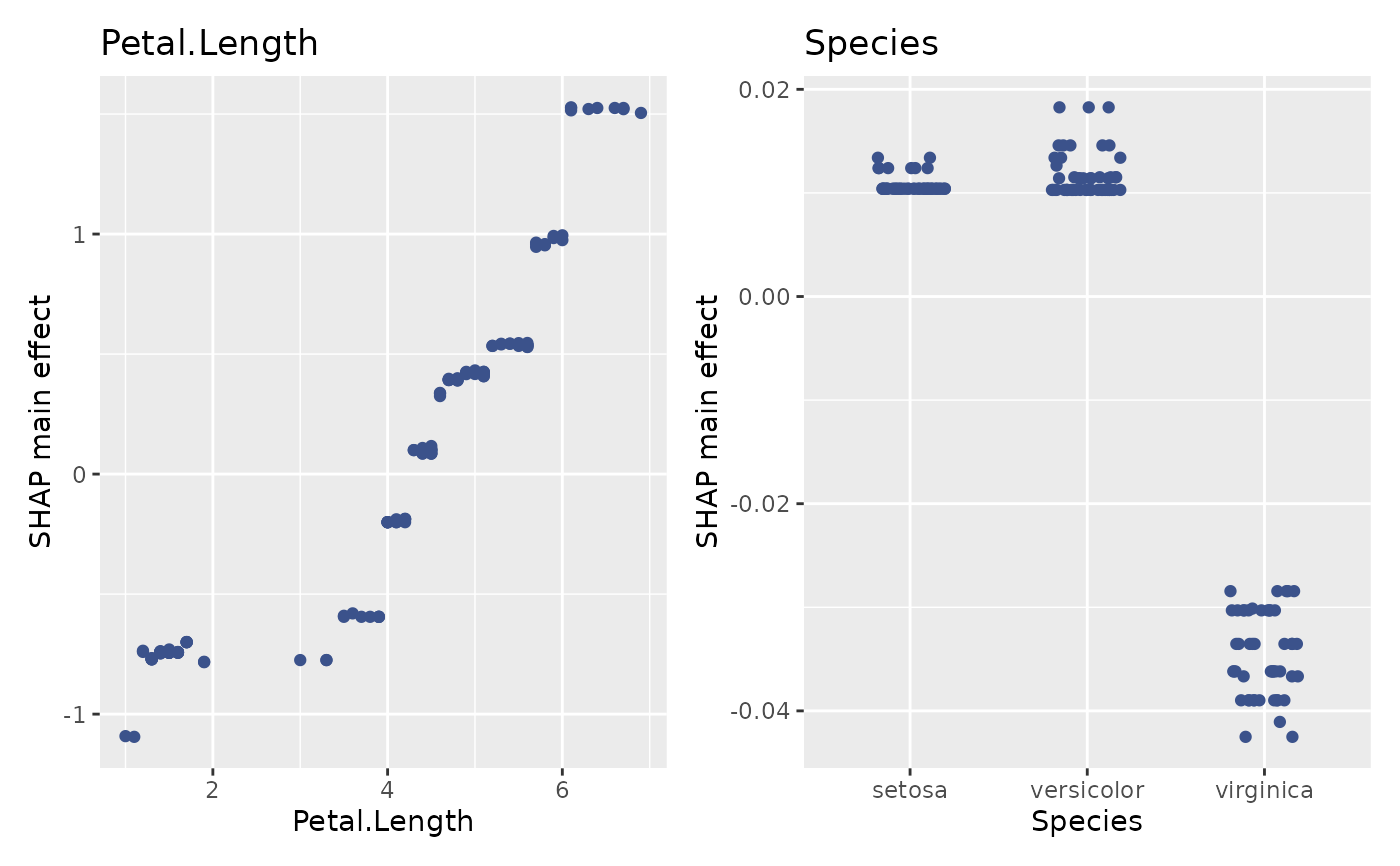 Petal.Length
SHAP main effect
1
0
-1
2 4 6
Petal.Length
Species
SHAP main effect
0.02
0.00
-0.02
-0.04
setosa versicolor virginica
Species